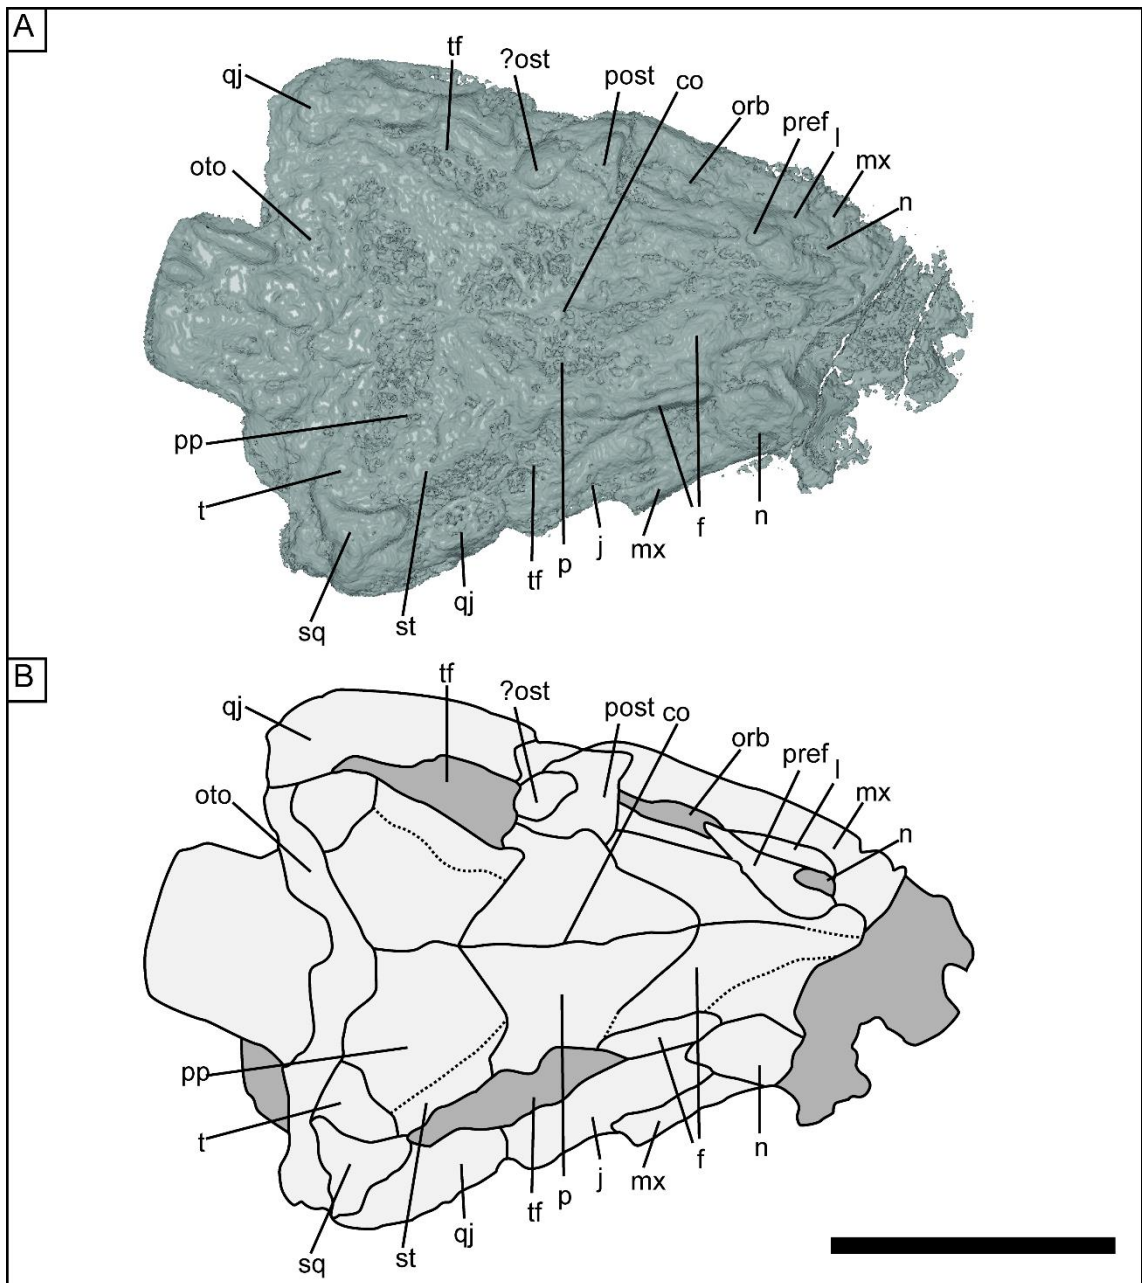 A
tf
?ost
post
co
qj
orb
pref
l
mx
oto
n
pp
t
sq
st
qj
tf
p
j
mx
f
n
B
tf
?ost
post
co
qj
orb
pref
l
mx
oto
n
pp
t
sq
st
qj
tf
p
j
mx
f
n